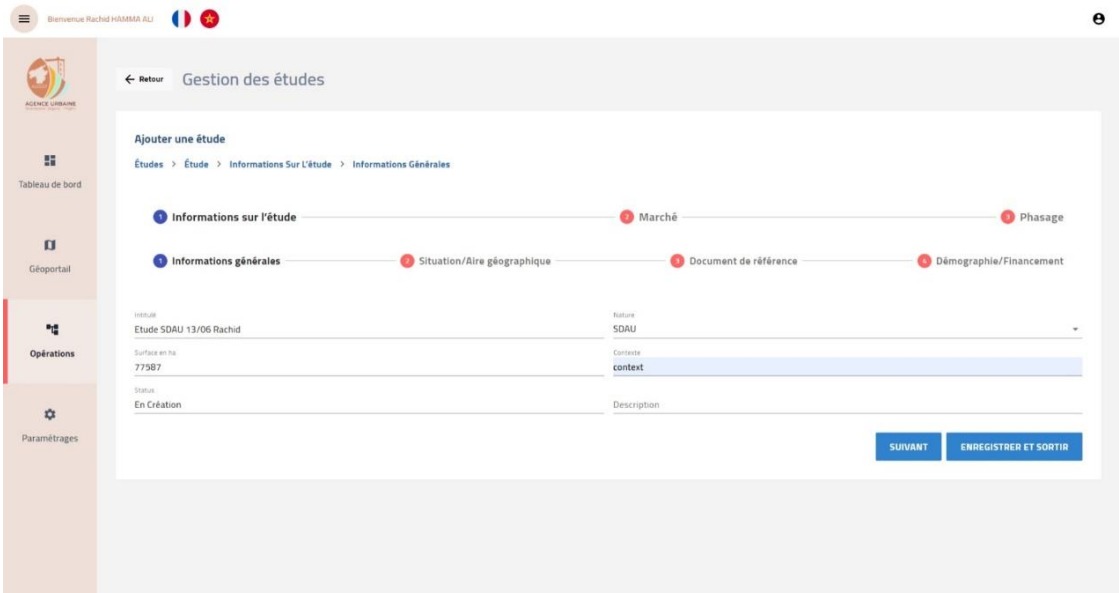 Bienvenue Rachid HAMMA ALI
← Retour Gestion des études
AGENCE URBAINE
Ajouter une étude
Études > Étude > Informations Sur L'étude > Informations Générales
Tableau de bord
1 Informations sur l'étude 2 Marché 3 Phasage
1 Informations générales 2 Situation/Aire géographique 3 Document de référence 4 Démographie/Financement
Géoportail
Intitulé Nature
Etude SDAU 13/06 Rachid SDAU
Opérations
Surface en ha Contexte
77587 context
Status
En Création Description
Paramétrages
SUIVANT ENREGISTRER ET SORTIR